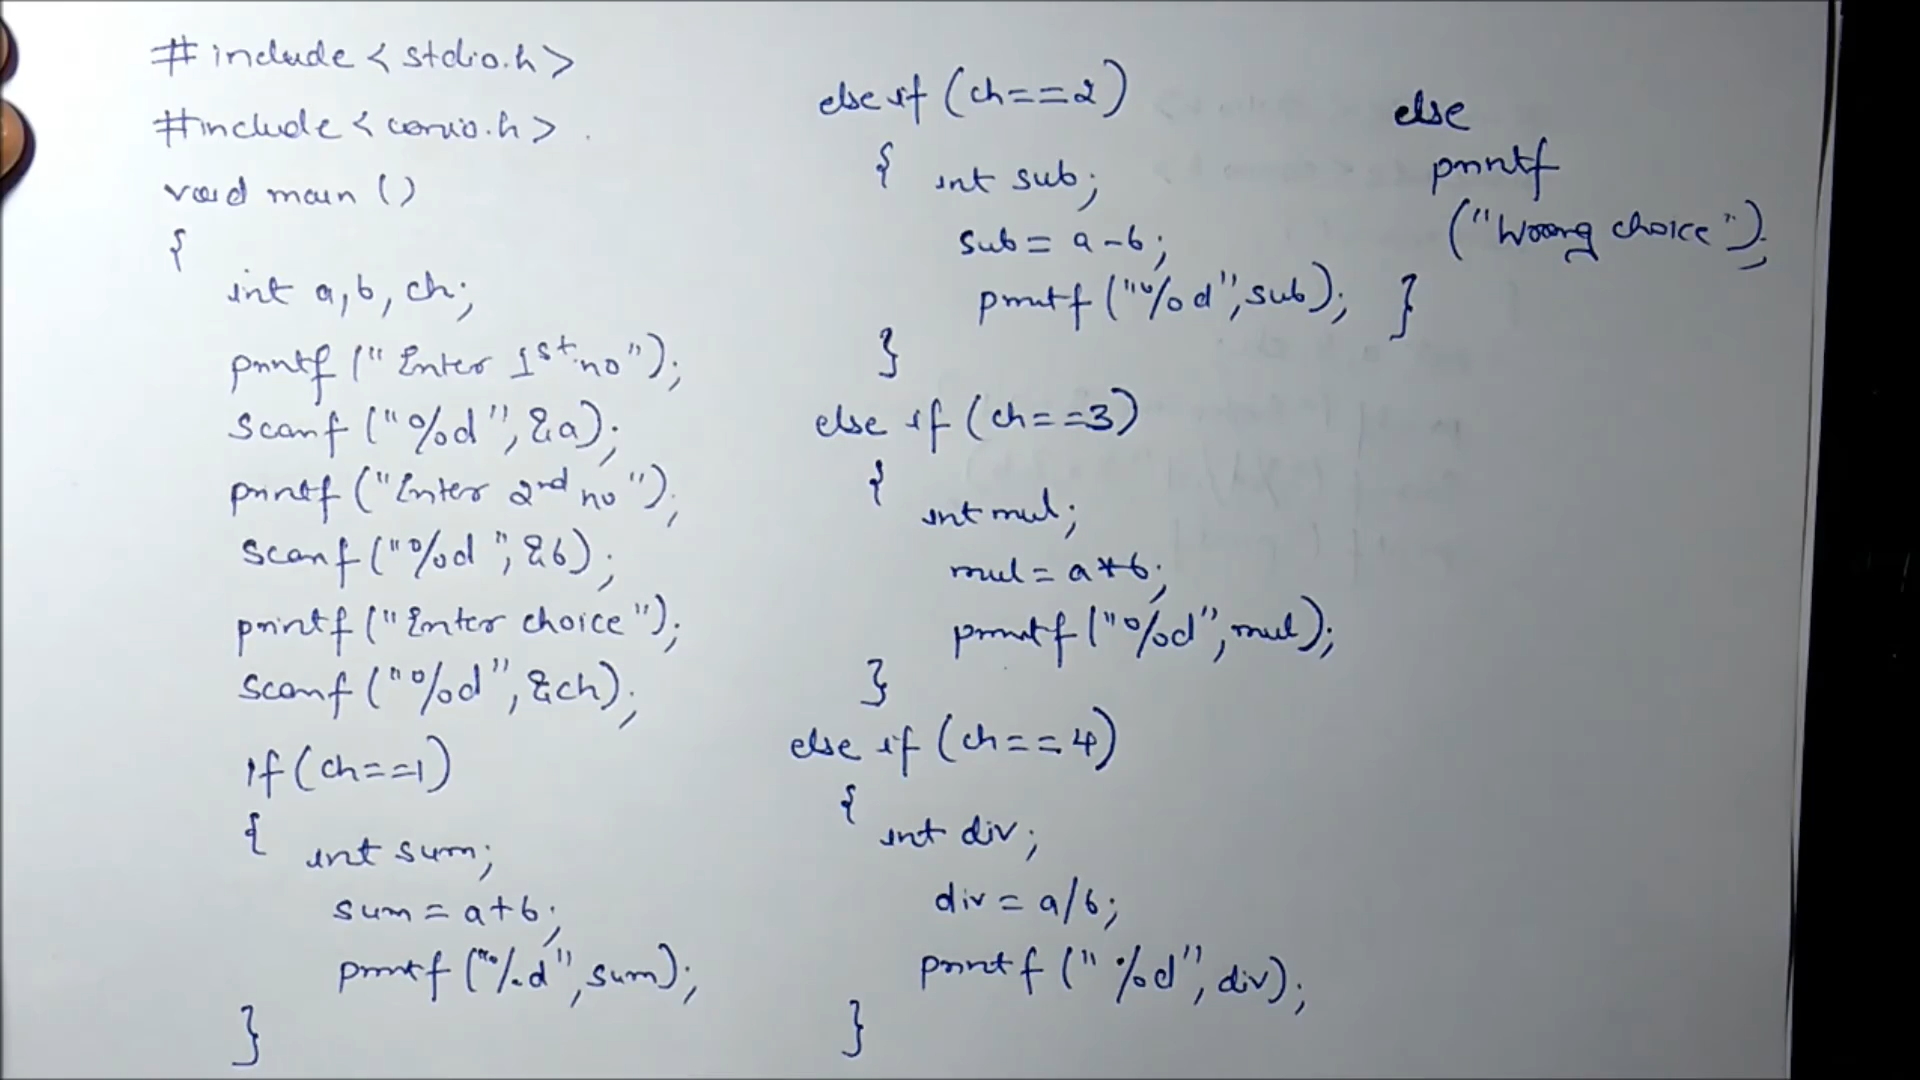 #include <stdio.h>
#include <conio.h>
void main ()
{
int a, b, ch;
printf (" Enter 1st no ");
scanf ("%d", &a);
printf ("Enter 2nd no ");
scanf ("%d ", &b);
printf ("Enter choice ");
scanf ("%d", &ch);
if (ch==1)
{ int sum;
sum = a+b;
printf ("%d", sum);
}
else if (ch==2)
{ int sub;
sub = a-b;
printf ("%d", sub);
}
else if (ch==3)
{
int mul;
mul = a*b;
printf ("%d", mul);
}
else if (ch==4)
{
int div;
div = a/b;
printf (" %d", div);
}
else
printf
("Wrong choice ");
}